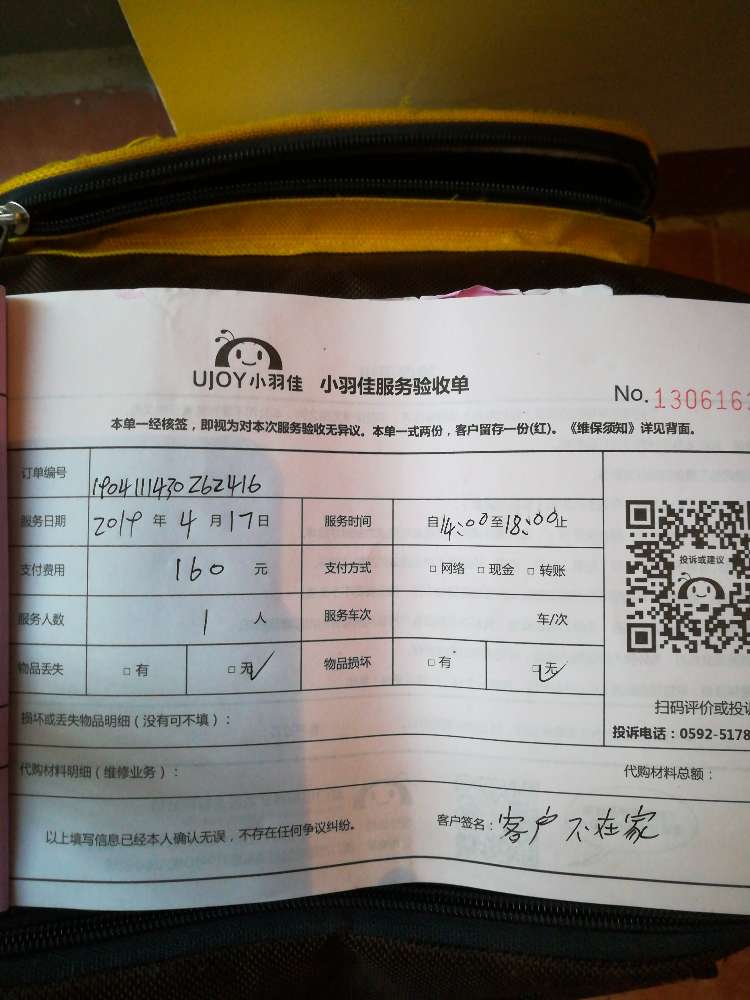 UJOY小羽佳 小羽佳服务验收单
No.1306161
本单一经核签，即视为对本次服务验收无异议。本单一式两份，客户留存一份(红)。《维保须知》详见背面。
订单编号 1904111430262416
服务日期 2019 年 4 月 17 日 服务时间 自14:00至18:00止
投诉或建议
支付费用 160 元 支付方式 □ 网络 □ 现金 □ 转账
服务人数 1 人 服务车次 车/次
物品丢失 □ 有 □ 无✓ 物品损坏 □ 有 □ 无✓
扫码评价或投诉
损坏或丢失物品明细（没有可不填）：
投诉电话：0592-5178
代购材料明细（维修业务）： 代购材料总额：
以上填写信息已经本人确认无误，不存在任何争议纠纷。 客户签名：客户不在家